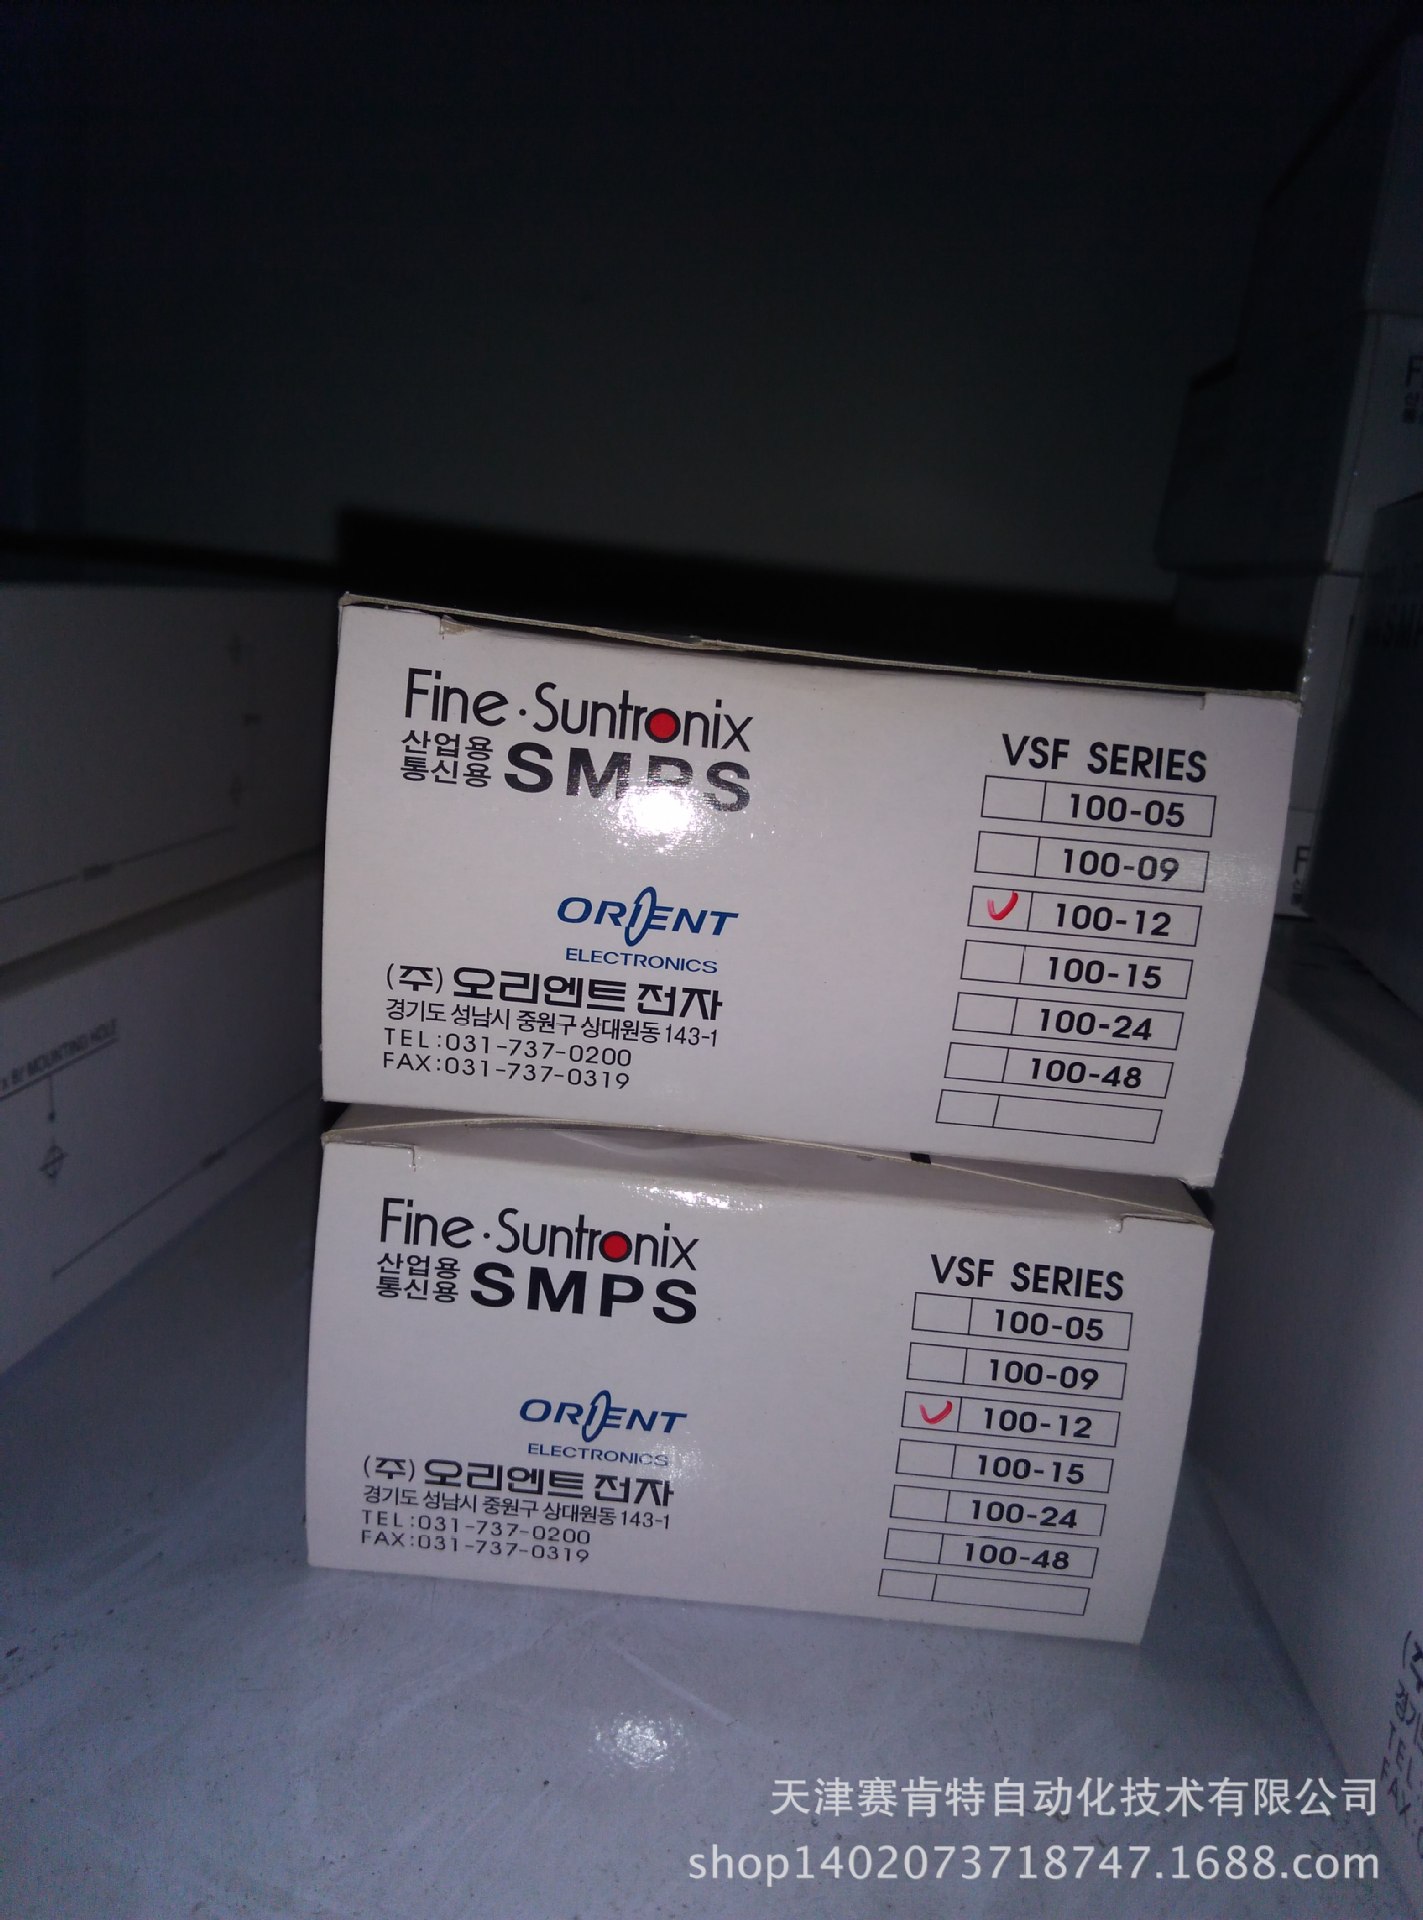 Fine·Suntronix
산업용
통신용 SMPS
ORIENT
ELECTRONICS
(주) 오리엔트 전자
경기도 성남시 중원구 상대원동 143-1
TEL:031-737-0200
FAX:031-737-0319
VSF SERIES
100-05
100-09
100-12
100-15
100-24
100-48
Fine·Suntronix
산업용
통신용 SMPS
ORIENT
ELECTRONICS
(주) 오리엔트 전자
경기도 성남시 중원구 상대원동 143-1
TEL:031-737-0200
FAX:031-737-0319
VSF SERIES
100-05
100-09
100-12
100-15
100-24
100-48
MOUNTING HOLE
天津赛肯特自动化技术有限公司
shop1402073718747.1688.com